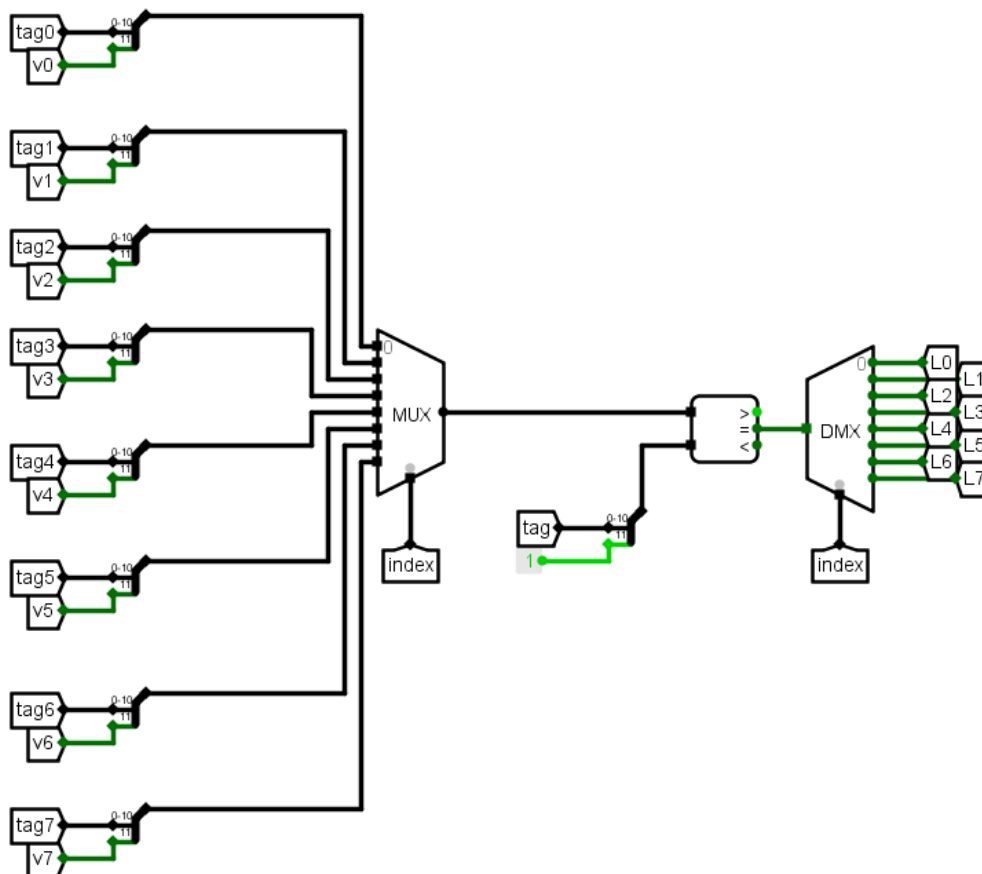 tag0
0-10
11
v0
tag1
0-10
11
v1
tag2
0-10
11
v2
tag3
0-10
11
v3
tag4
0-10
11
v4
tag5
0-10
11
v5
tag6
0-10
11
v6
tag7
0-10
11
v7
0
MUX
index
tag
0-10
11
1
>
=
<
0
DMX
index
L0
L1
L2
L3
L4
L5
L6
L7